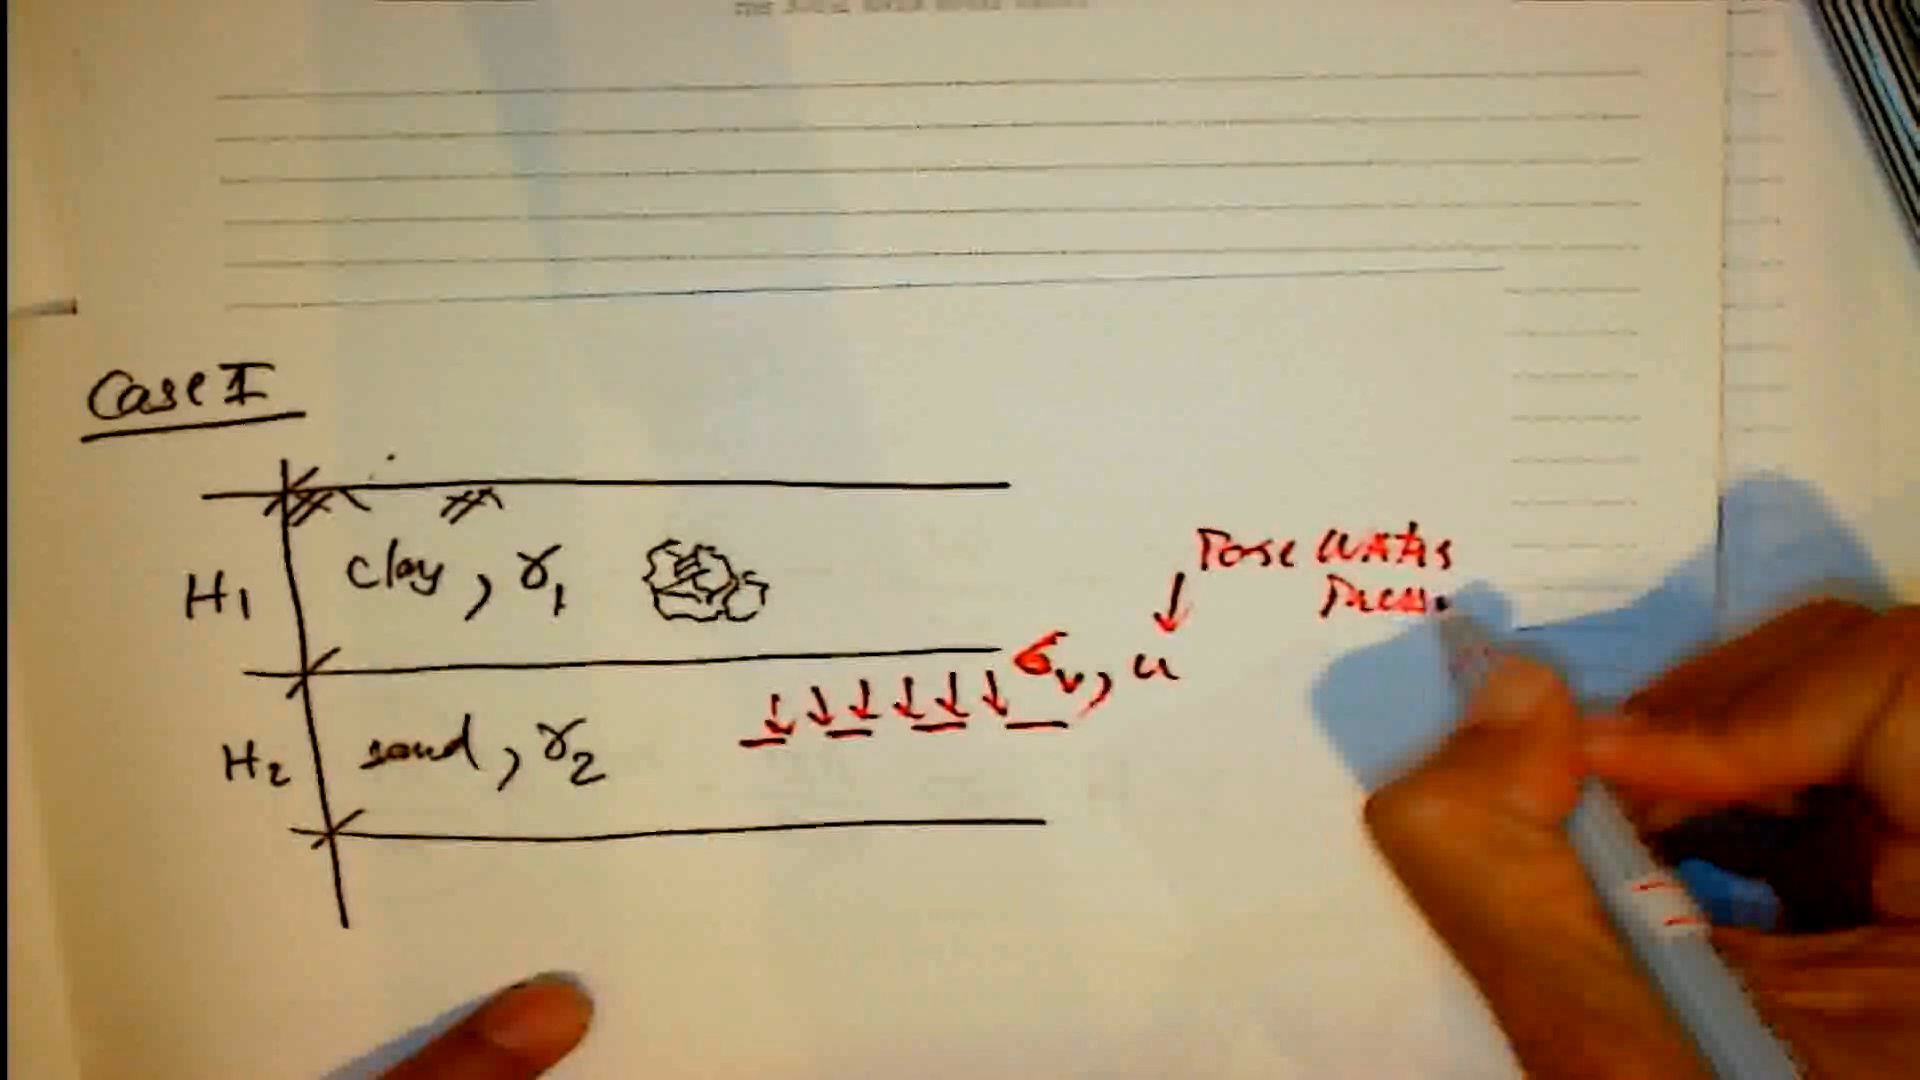 Case I
H1
clay, γ1
Pore water
Press
σv, u
H2
sand, γ2